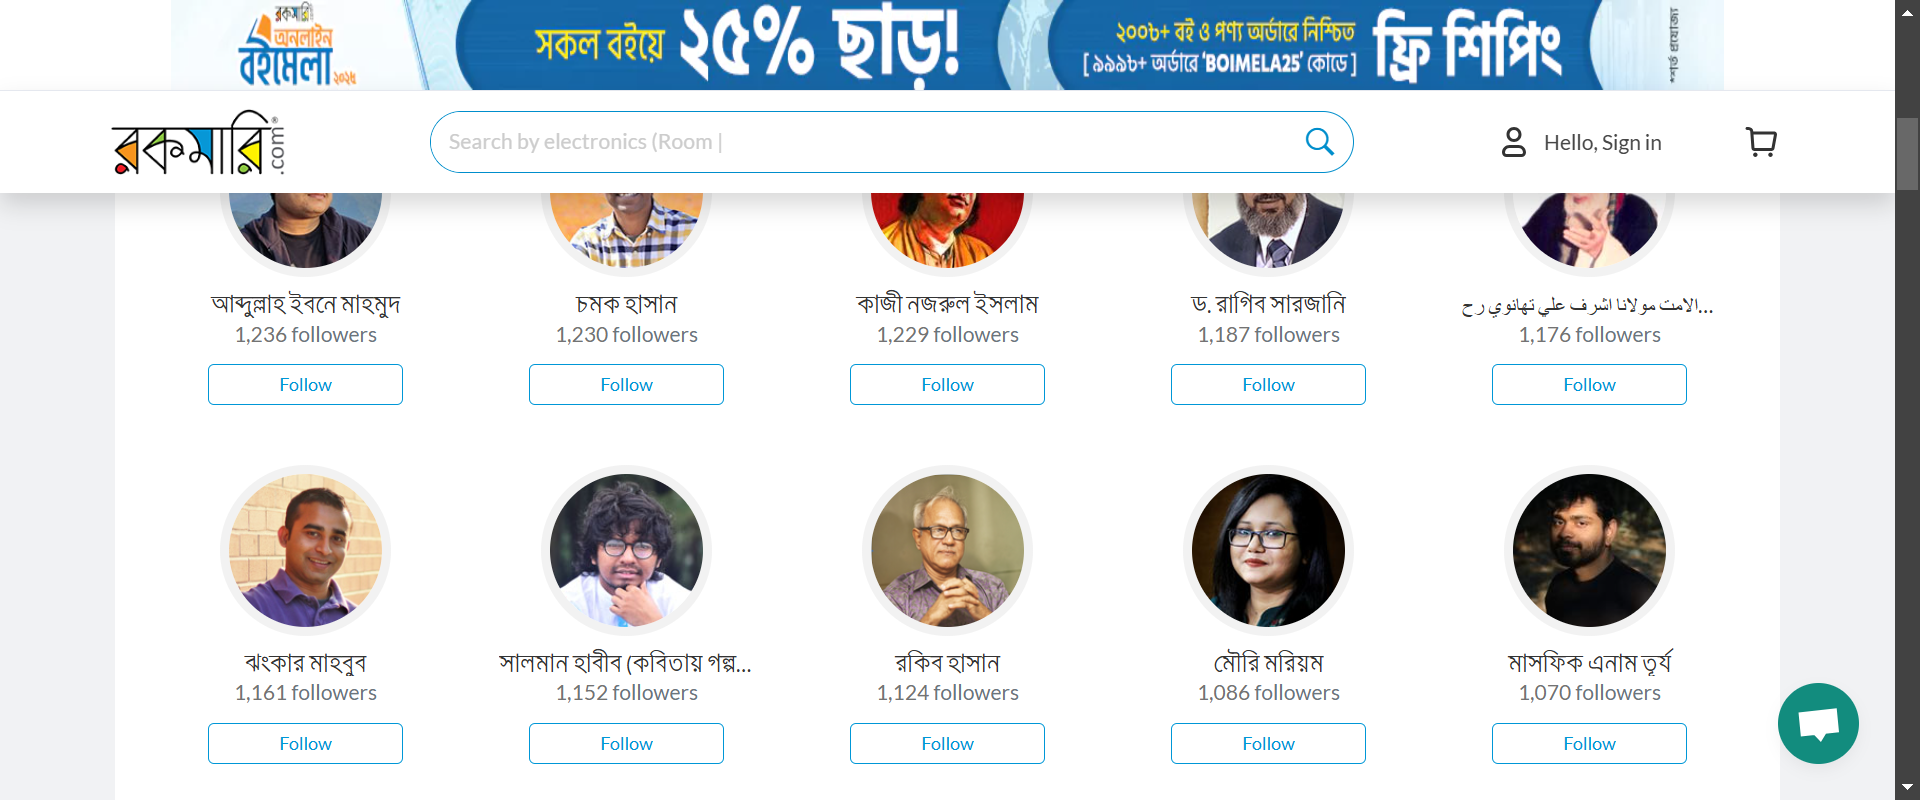 রকমারি
অনলাইন
বইমেলা ২০২৫
সকল বইয়ে ২৫% ছাড়!
২০০৳+ বই ও পণ্য অর্ডারে নিশ্চিত
[ ৯৯৯৳+ অর্ডারে ‘BOIMELA25’ কোডে ]
ফ্রি শিপিং
*শর্ত প্রযোজ্য
রকমারি.com®
Search by electronics (Room |
Hello, Sign in
আব্দুল্লাহ ইবনে মাহমুদ
1,236 followers
Follow
চমক হাসান
1,230 followers
Follow
কাজী নজরুল ইসলাম
1,229 followers
Follow
ড. রাগিব সারজানি
1,187 followers
Follow
الامت مولانا اشرف علي تهانوي رح...
1,176 followers
Follow
ঝংকার মাহবুব
1,161 followers
Follow
সালমান হাবীব (কবিতায় গল্প...
1,152 followers
Follow
রকিব হাসান
1,124 followers
Follow
মৌরি মরিয়ম
1,086 followers
Follow
মাসফিক এনাম তূর্য
1,070 followers
Follow